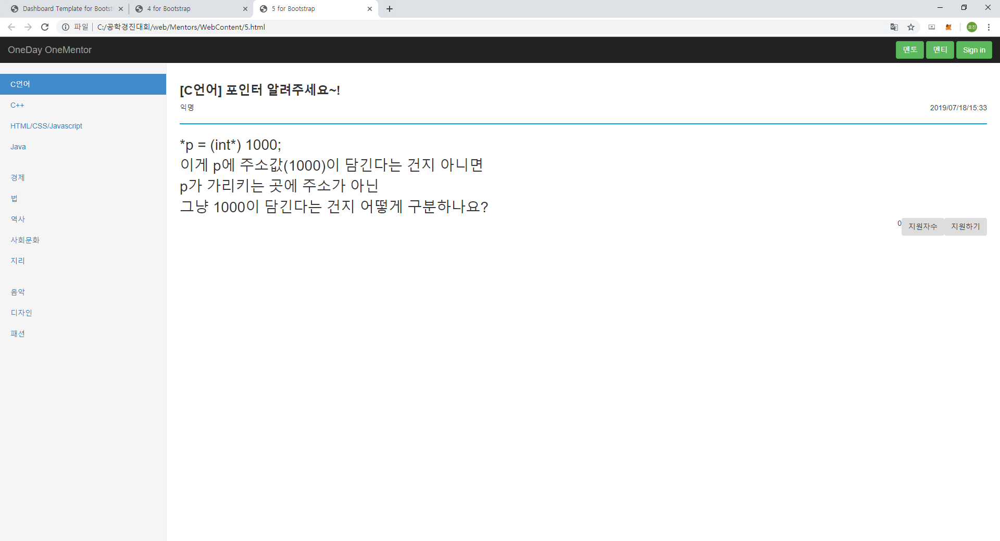 Dashboard Template for Bootst
4 for Bootstrap
5 for Bootstrap
파일
C:/공학경진대회/web/Mentors/WebContent/5.html
효진
OneDay OneMentor
멘토
멘티
Sign in
C언어
C++
HTML/CSS/Javascript
Java
경제
법
역사
사회문화
지리
음악
디자인
패션
[C언어] 포인터 알려주세요~!
익명
2019/07/18/15:33
*p = (int*) 1000;
이게 p에 주소값(1000)이 담긴다는 건지 아니면
p가 가리키는 곳에 주소가 아닌
그냥 1000이 담긴다는 건지 어떻게 구분하나요?
0
지원자수
지원하기